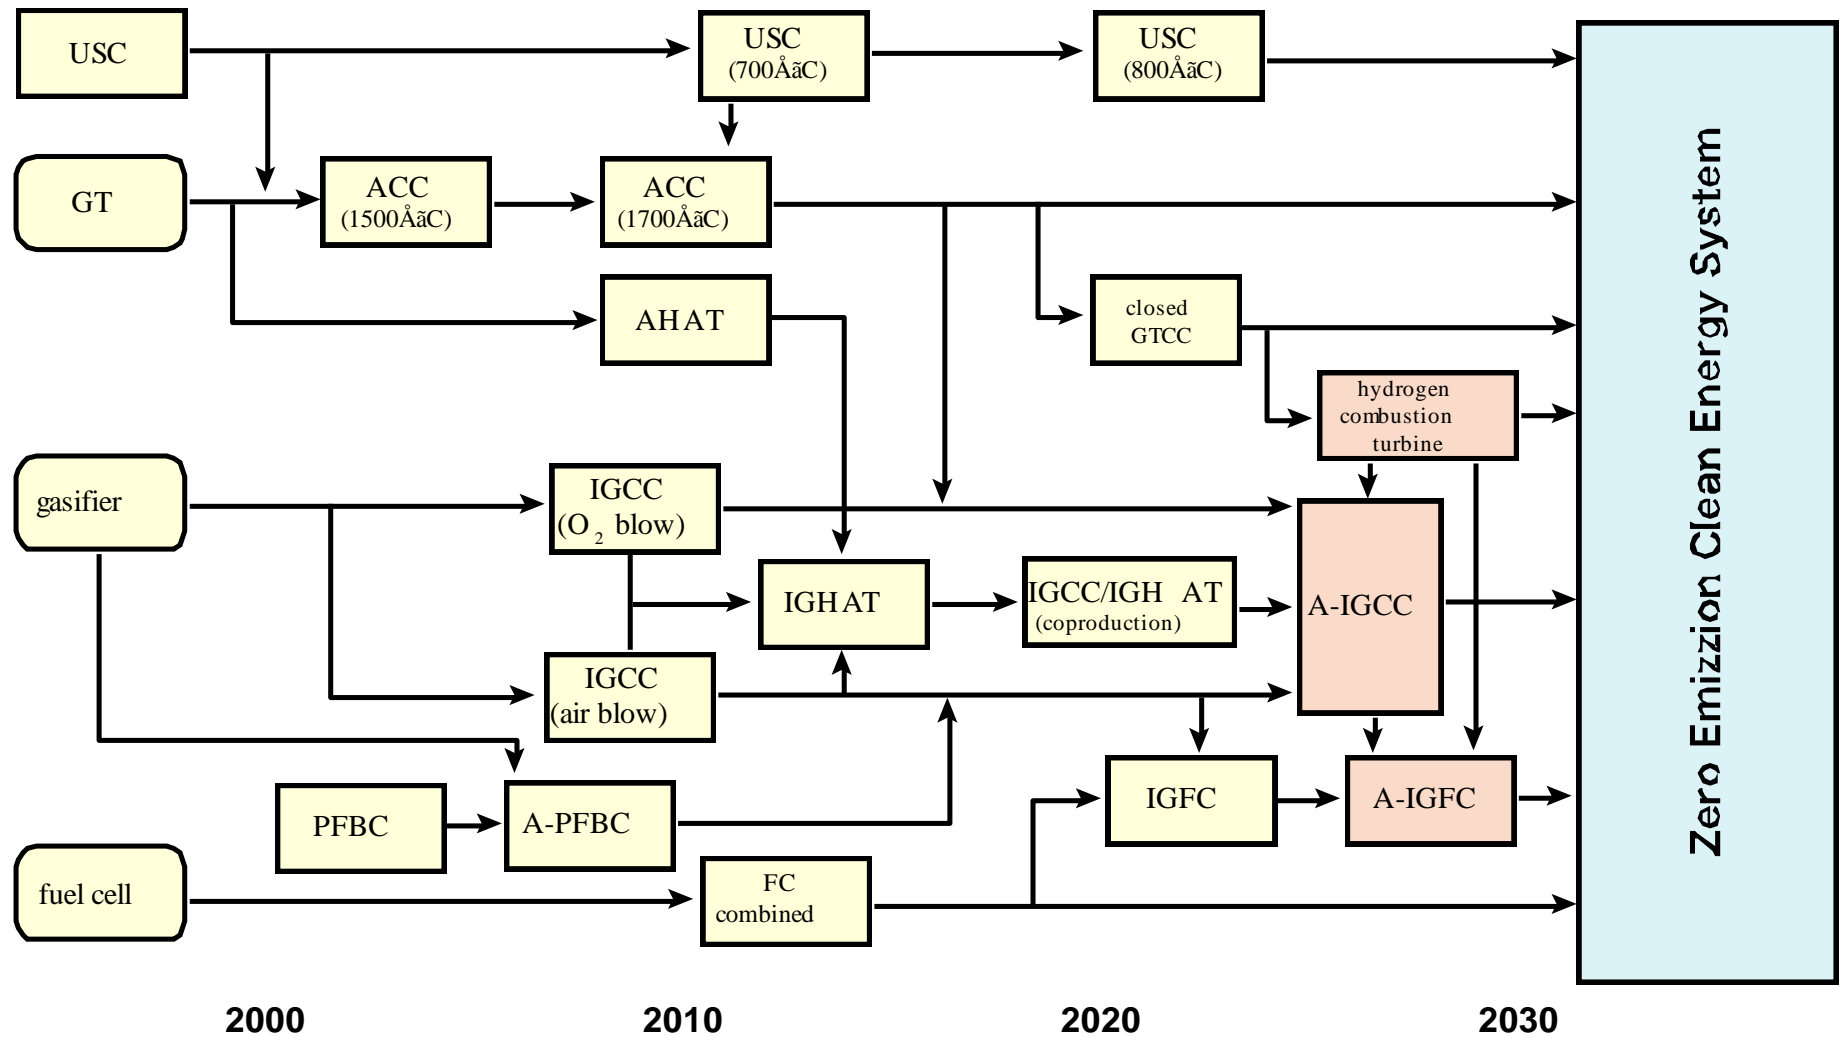 USC
USC
(700ÅãC)
USC
(800ÅãC)
GT
ACC
(1500ÅãC)
ACC
(1700ÅãC)
AHAT
closed
GTCC
hydrogen
combustion
turbine
gasifier
IGCC
(O2 blow)
IGHAT
IGCC/IGH AT
(coproduction)
A-IGCC
IGCC
(air blow)
PFBC
A-PFBC
IGFC
A-IGFC
fuel cell
FC
combined
Zero Emizzion Clean Energy System
2000
2010
2020
2030